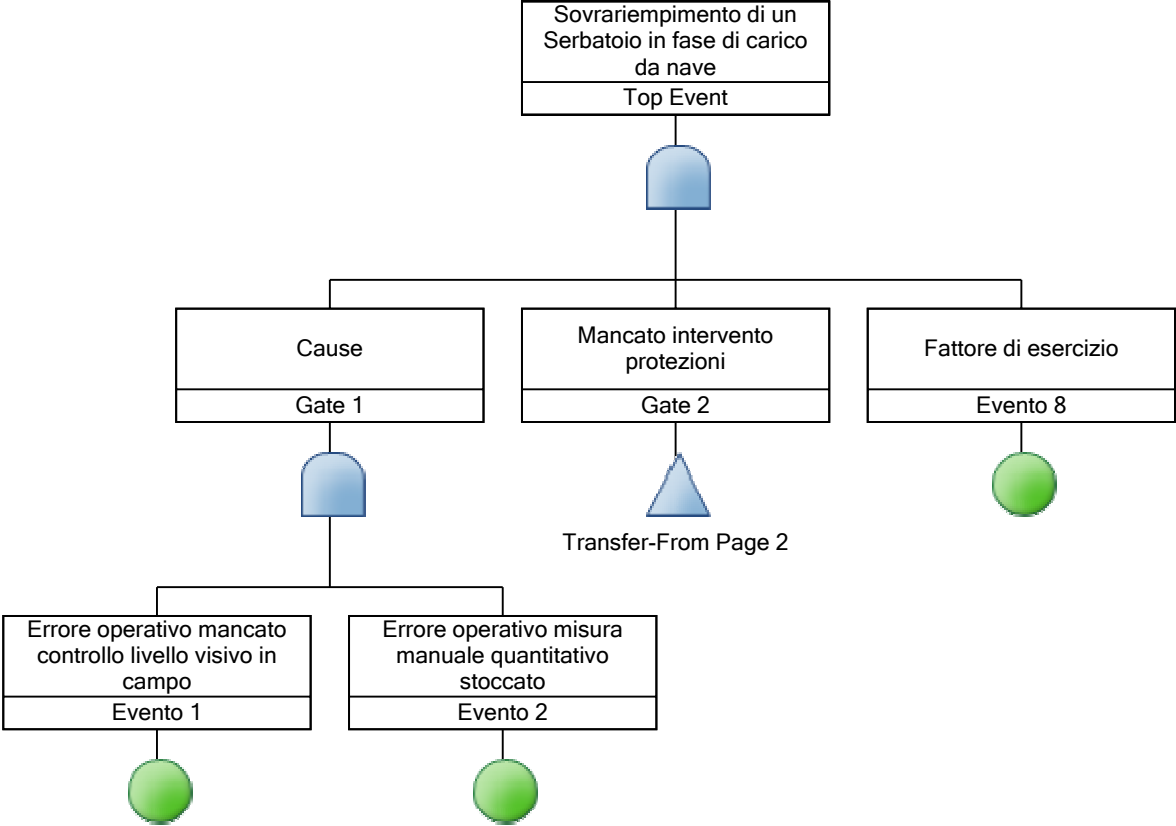 Sovrariempimento di un
Serbatoio in fase di carico
da nave
Top Event
Cause
Gate 1
Mancato intervento
protezioni
Gate 2
Fattore di esercizio
Evento 8
Transfer-From Page 2
Errore operativo mancato
controllo livello visivo in
campo
Evento 1
Errore operativo misura
manuale quantitativo
stoccato
Evento 2